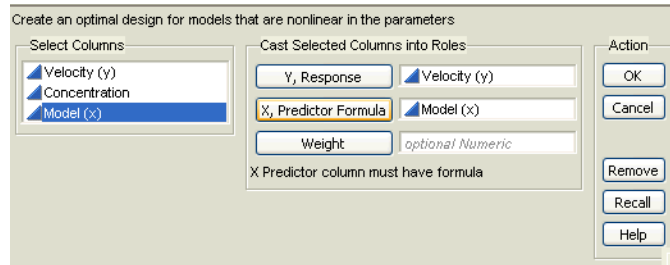 Create an optimal design for models that are nonlinear in the parameters
Select Columns
Velocity (y)
Concentration
Model (x)
Cast Selected Columns into Roles
Y, Response
Velocity (y)
X, Predictor Formula
Model (x)
Weight
optional Numeric
X Predictor column must have formula
Action
OK
Cancel
Remove
Recall
Help